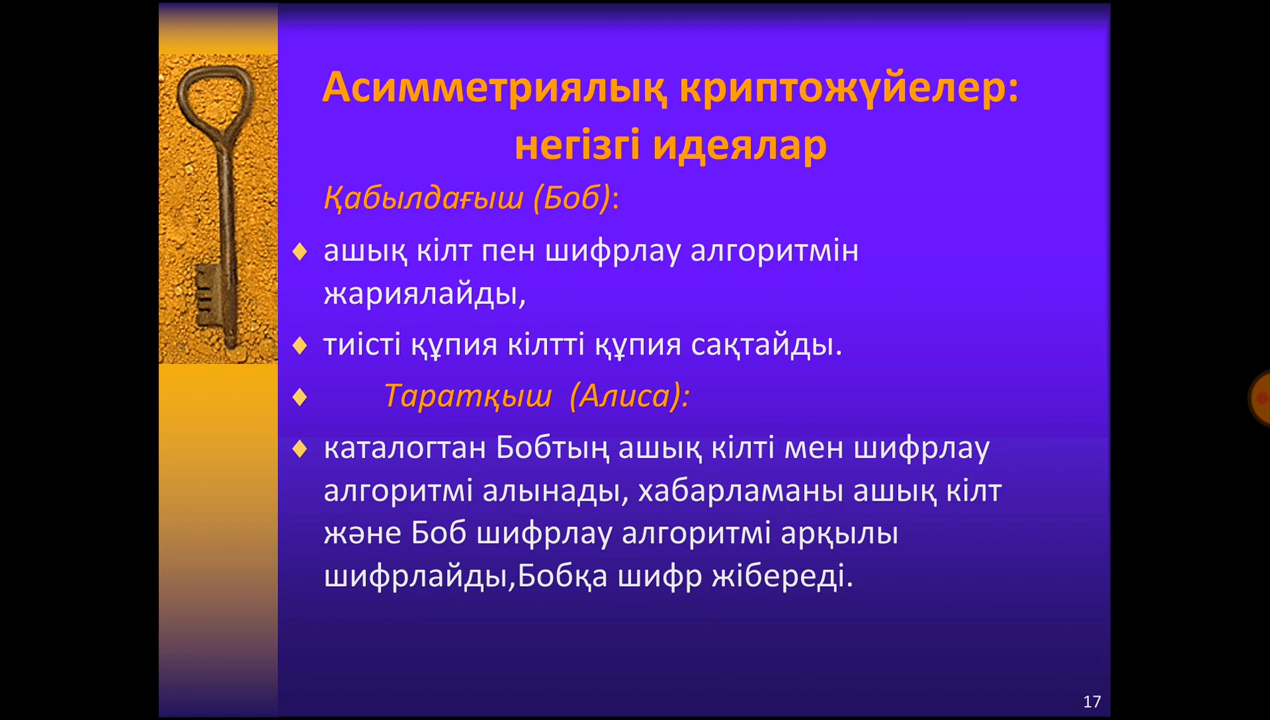 Асимметриялық криптожүйелер:
негізгі идеялар
Қабылдағыш (Боб):
ашық кілт пен шифрлау алгоритмін
жариялайды,
тиісті құпия кілтті құпия сақтайды.
Таратқыш (Алиса):
каталогтан Бобтың ашық кілті мен шифрлау
алгоритмі алынады, хабарламаны ашық кілт
және Боб шифрлау алгоритмі арқылы
шифрлайды,Бобқа шифр жібереді.
17